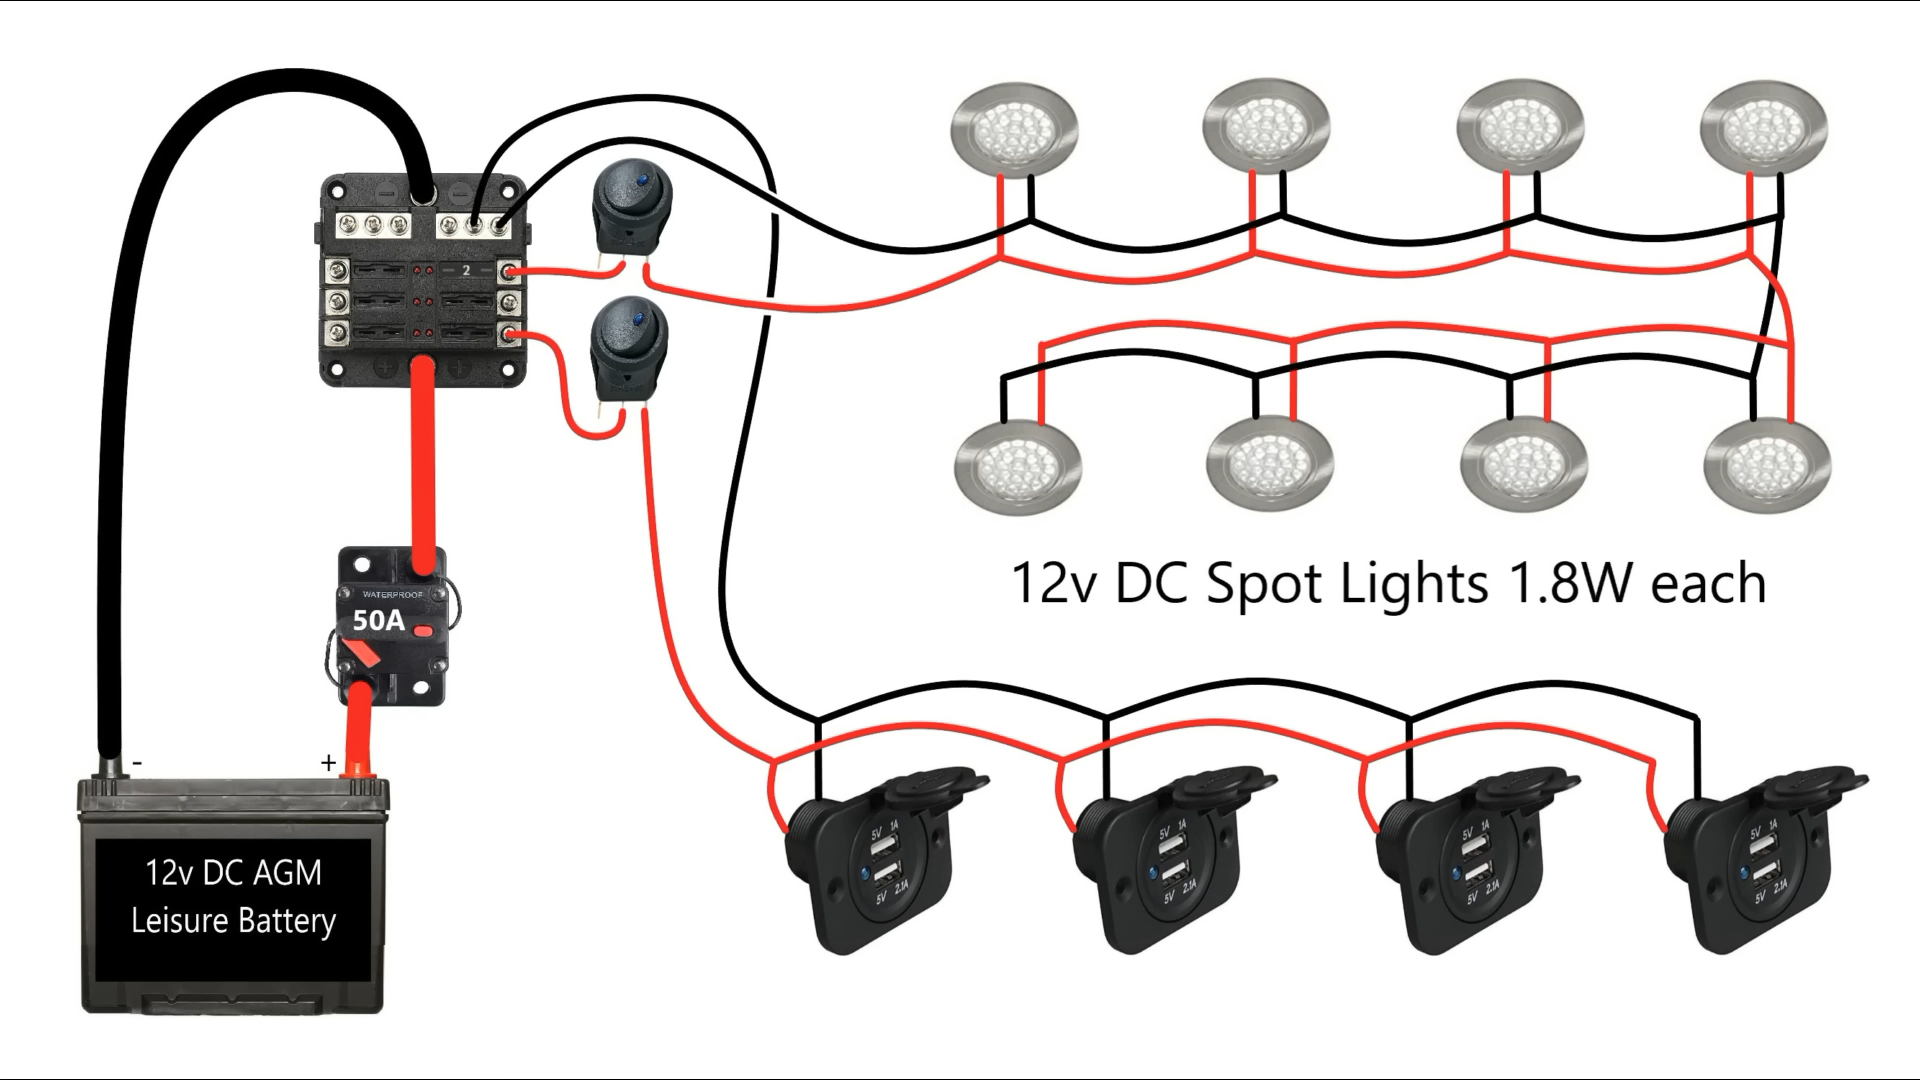 2
WATERPROOF
50A
12v DC Spot Lights 1.8W each
- +
12v DC AGM
Leisure Battery
5V 1A
5V 2.1A
5V 1A
5V 2.1A
5V 1A
5V 2.1A
5V 1A
5V 2.1A